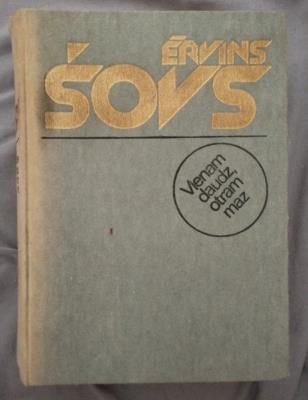 ĒRVINS
ŠOVS
Vienam
daudz,
otram
maz